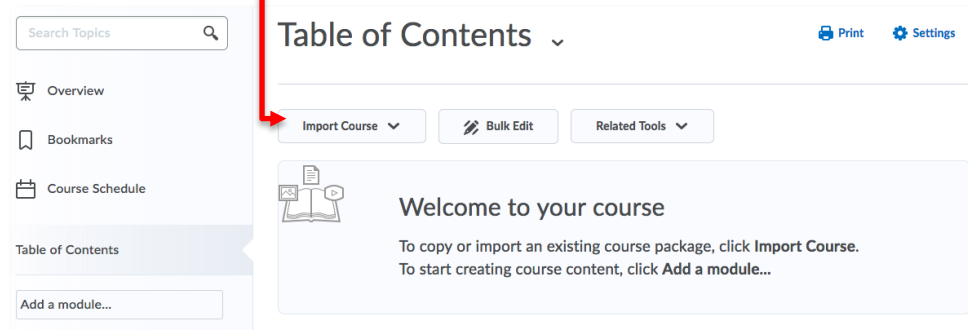 Search Topics
Overview
Bookmarks
Course Schedule
Table of Contents
Add a module...
Table of Contents
Print
Settings
Import Course
Bulk Edit
Related Tools
Welcome to your course
To copy or import an existing course package, click Import Course.
To start creating course content, click Add a module...